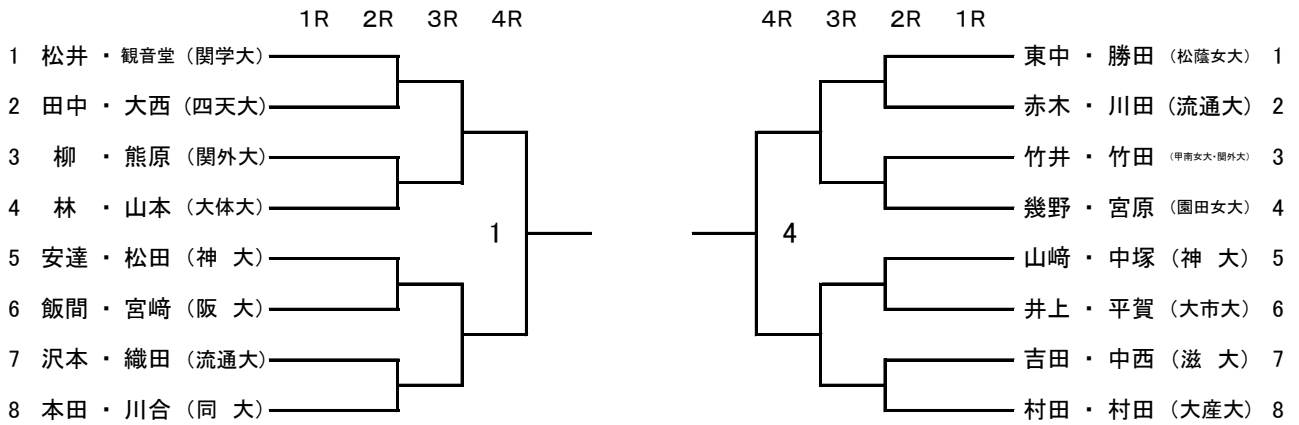 1R 2R 3R 4R
1 松井 ・ 観音堂 (関学大)
2 田中 ・ 大西 (四天大)
3 柳 ・ 熊原 (関外大)
4 林 ・ 山本 (大体大)
1
5 安達 ・ 松田 (神 大)
6 飯間 ・ 宮﨑 (阪 大)
7 沢本 ・ 織田 (流通大)
8 本田 ・ 川合 (同 大)
4R 3R 2R 1R
東中 ・ 勝田 (松蔭女大) 1
赤木 ・ 川田 (流通大) 2
竹井 ・ 竹田 (甲南女大・関外大) 3
幾野 ・ 宮原 (園田女大) 4
4
山﨑 ・ 中塚 (神 大) 5
井上 ・ 平賀 (大市大) 6
吉田 ・ 中西 (滋 大) 7
村田 ・ 村田 (大産大) 8